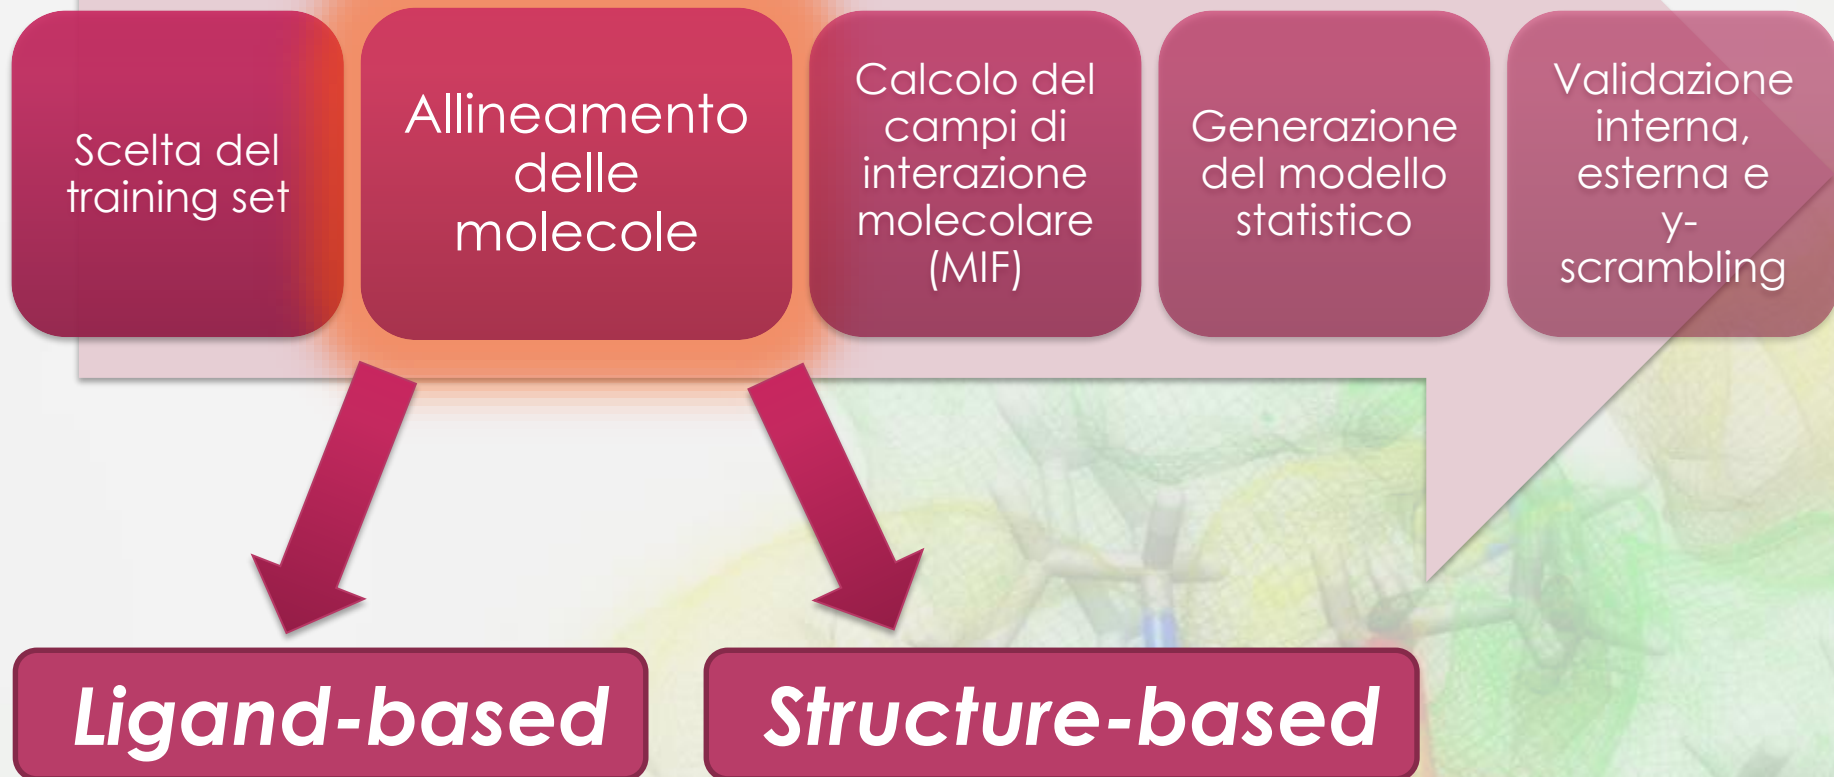 Scelta del
training set
Allineamento
delle
molecole
Calcolo del
campi di
interazione
molecolare
(MIF)
Generazione
del modello
statistico
Validazione
interna,
esterna e
y-
scrambling
Ligand-based
Structure-based